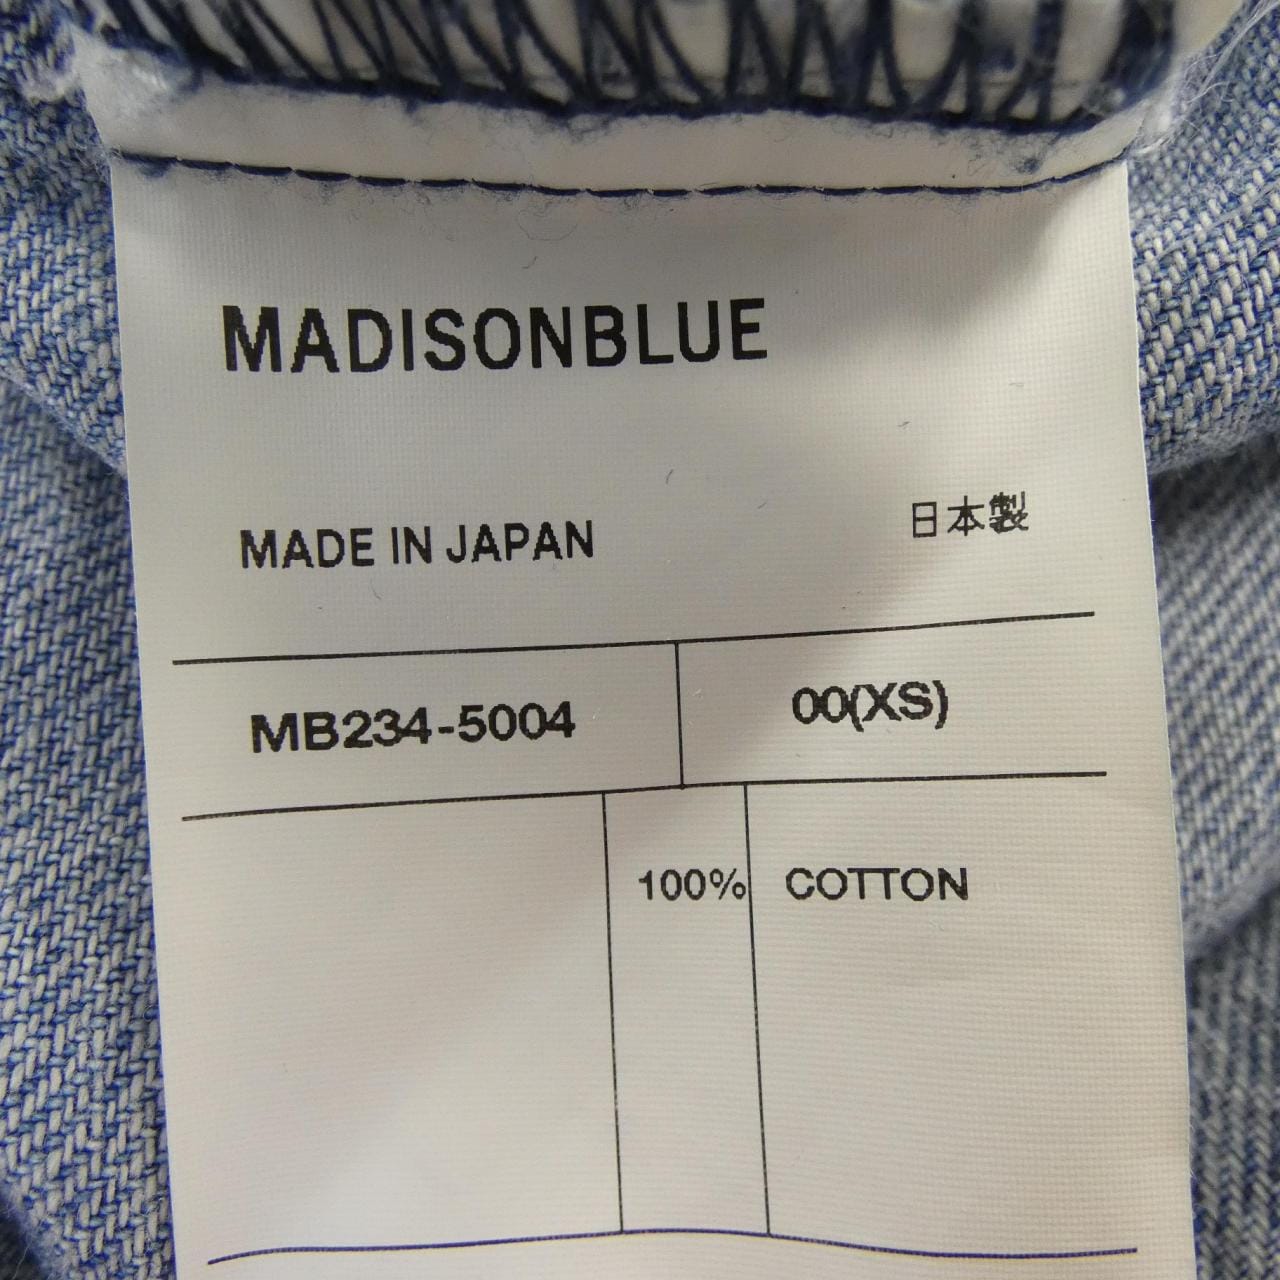 MADISONBLUE
MADE IN JAPAN 日本製
MB234-5004 00(XS)
100% COTTON